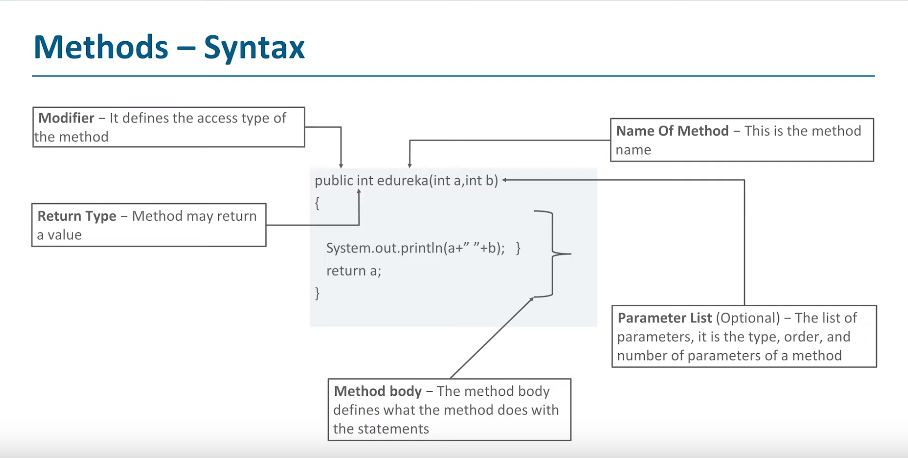 Methods – Syntax
Modifier – It defines the access type of
the method
Name Of Method – This is the method
name
public int edureka(int a,int b)
{
Return Type – Method may return
a value
System.out.println(a+” ”+b);   }
return a;
}
Parameter List (Optional) – The list of
parameters, it is the type, order, and
number of parameters of a method
Method body – The method body
defines what the method does with
the statements